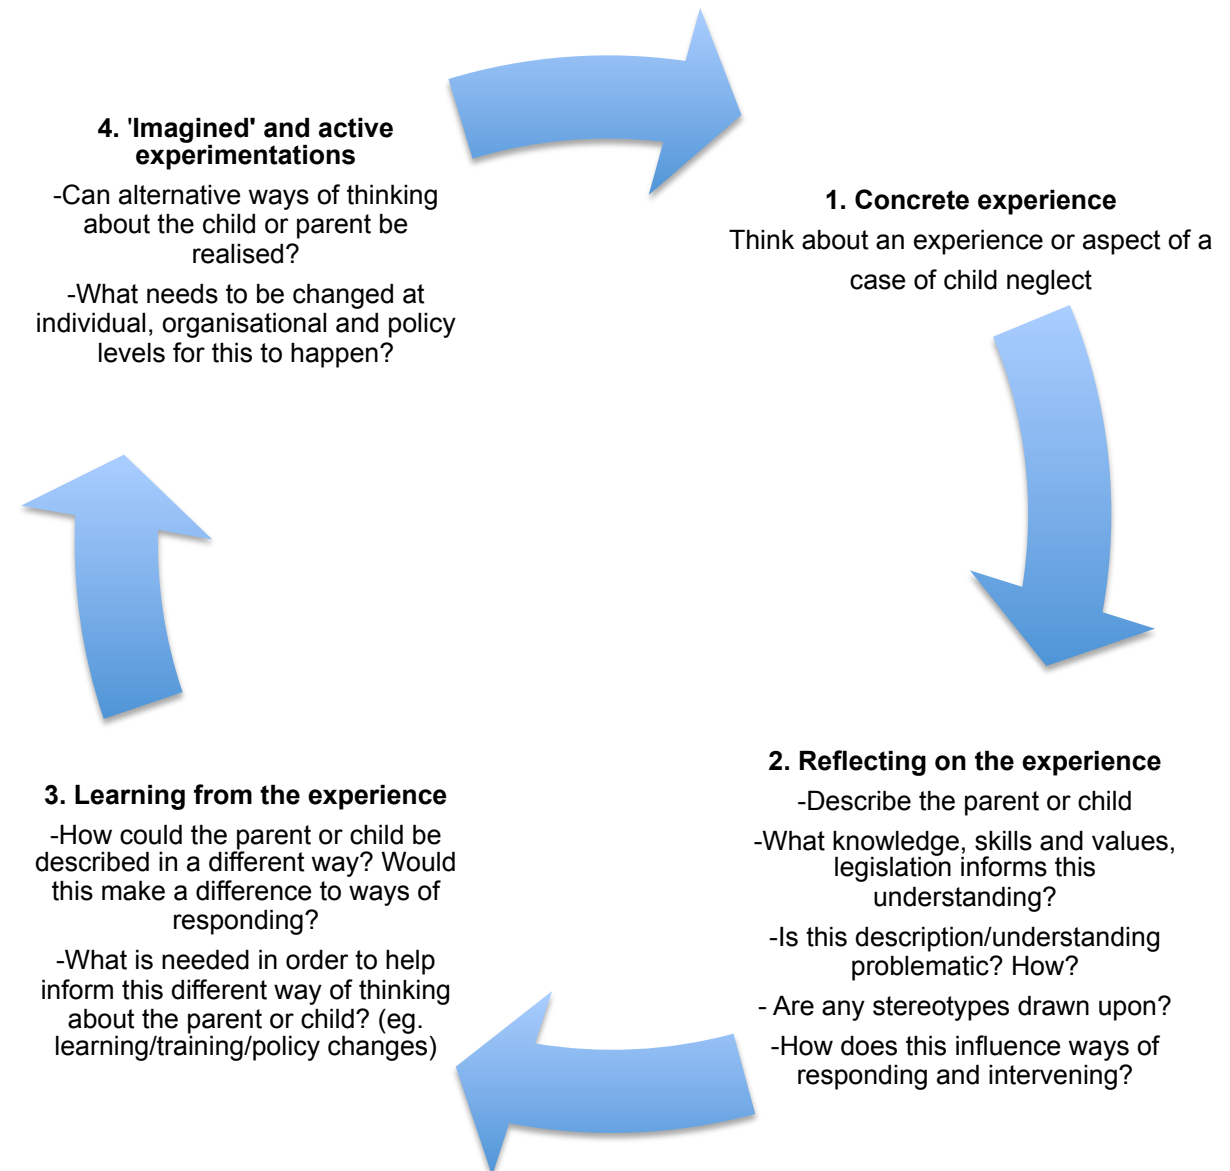 1. Concrete experience
Think about an experience or aspect of a
case of child neglect
2. Reflecting on the experience
-Describe the parent or child
-What knowledge, skills and values,
legislation informs this
understanding?
-Is this description/understanding
problematic? How?
- Are any stereotypes drawn upon?
-How does this influence ways of
responding and intervening?
3. Learning from the experience
-How could the parent or child be
described in a different way? Would
this make a difference to ways of
responding?
-What is needed in order to help
inform this different way of thinking
about the parent or child? (eg.
learning/training/policy changes)
4. 'Imagined' and active
experimentations
-Can alternative ways of thinking
about the child or parent be
realised?
-What needs to be changed at
individual, organisational and policy
levels for this to happen?